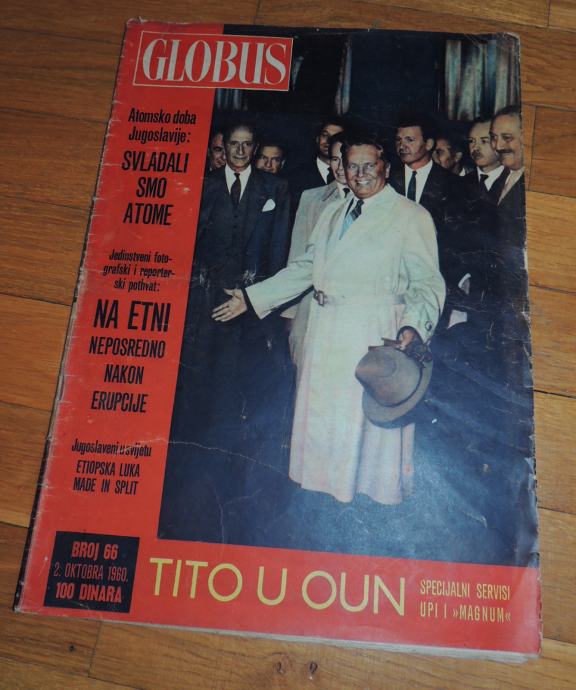 GLOBUS
Atomsko doba
Jugoslavije:
SVLADALI
SMO
ATOME
Jedinstveni foto-
grafski i reporter-
ski pothvat:
NA ETNI
NEPOSREDNO
NAKON
ERUPCIJE
Jugoslaveni u svijetu
ETIOPSKA LUKA
MADE IN SPLIT
BROJ 66
2. OKTOBRA 1960.
100 DINARA
TITO U OUN
SPECIJALNI SERVISI
UPI I »MAGNUM«